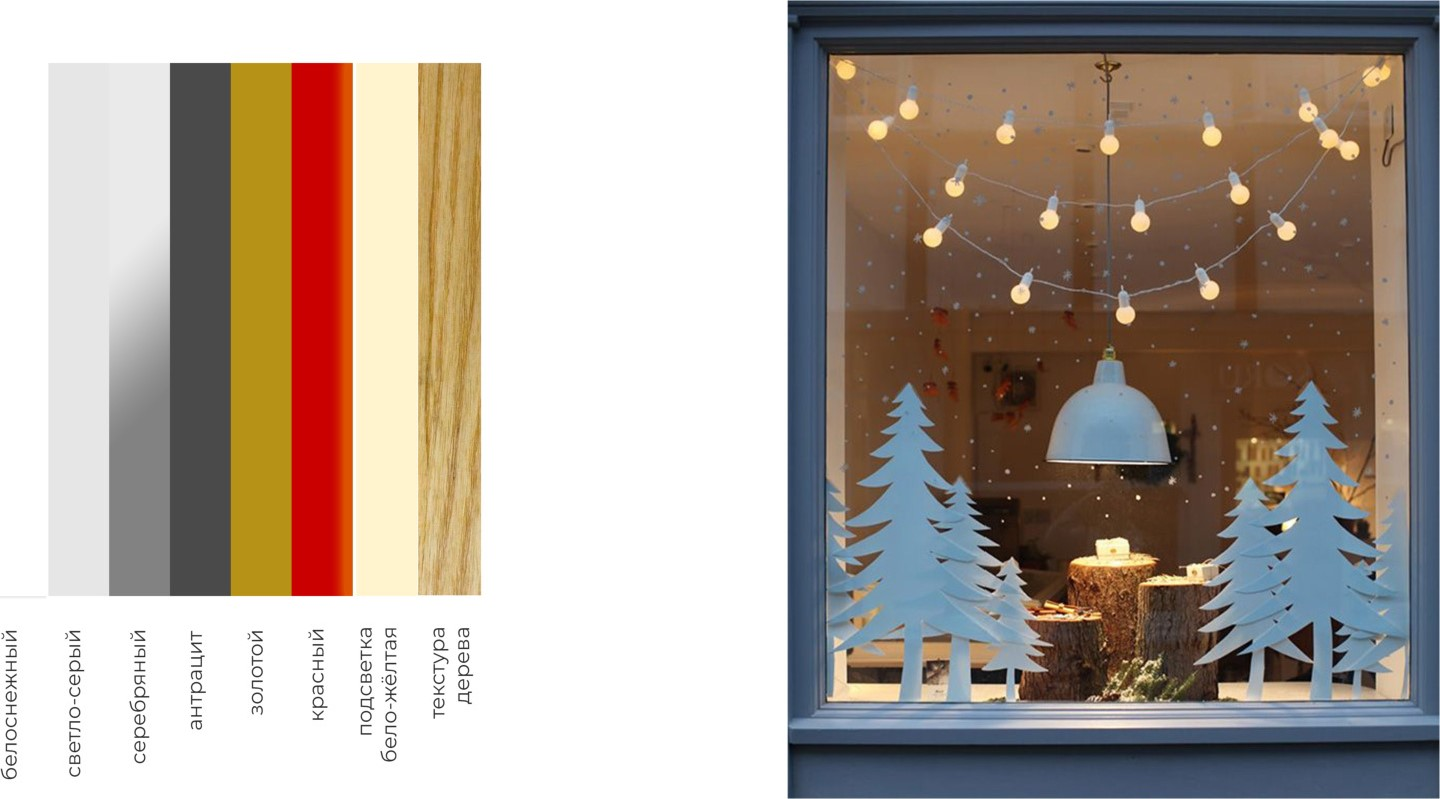 белоснежный
светло-серый
серебряный
антрацит
золотой
красный
подсветка
бело-жёлтая
текстура
дерева